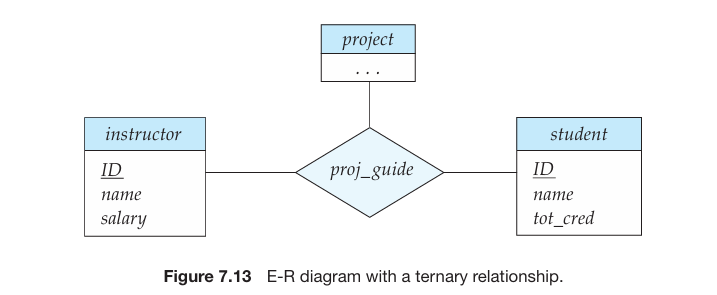 project
. . .
instructor
ID
name
salary
proj_guide
student
ID
name
tot_cred
Figure 7.13 E-R diagram with a ternary relationship.